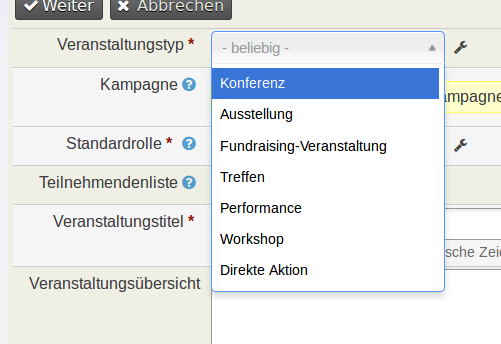 Weiter Abbrechen
Veranstaltungstyp * - beliebig -
Kampagne
Konferenz
ampagne
Ausstellung
Standardrolle *
Fundraising-Veranstaltung
Teilnehmendenliste
Treffen
Veranstaltungstitel *
Performance
Workshop
sche Zei
Veranstaltungsübersicht
Direkte Aktion